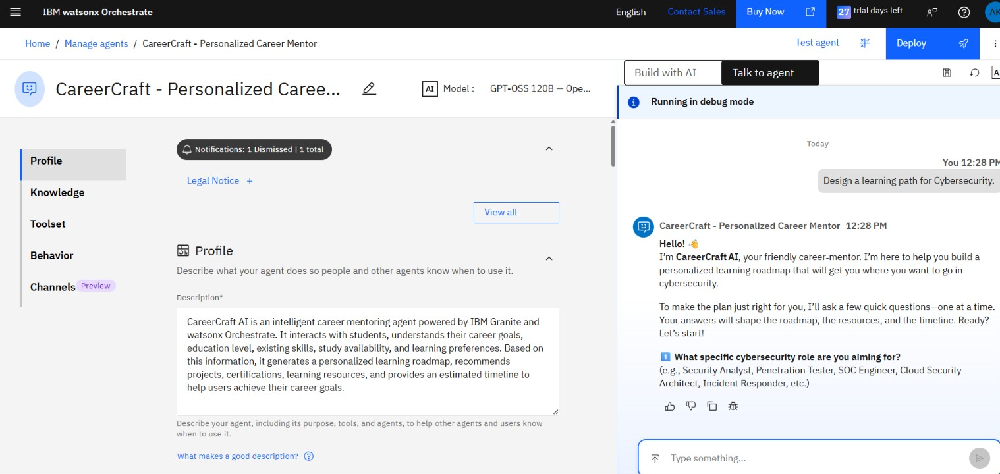 IBM watsonx Orchestrate
English
Contact Sales
Buy Now
27 trial days left
AK
Home / Manage agents / CareerCraft - Personalized Career Mentor
Test agent
Deploy
CareerCraft - Personalized Caree...
AI Model :
GPT-OSS 120B — Ope...
Build with AI
Talk to agent
Running in debug mode
Profile
Knowledge
Toolset
Behavior
Channels Preview
Notifications: 1 Dismissed | 1 total
Legal Notice +
View all
Profile
Describe what your agent does so people and other agents know when to use it.
Description*
CareerCraft AI is an intelligent career mentoring agent powered by IBM Granite and
watsonx Orchestrate. It interacts with students, understands their career goals,
education level, existing skills, study availability, and learning preferences. Based on
this information, it generates a personalized learning roadmap, recommends
projects, certifications, learning resources, and provides an estimated timeline to
help users achieve their career goals.
Describe your agent, including its purpose, tools, and agents, to help other agents and users know
when to use it.
What makes a good description?
Today
You 12:28 PM
Design a learning path for Cybersecurity.
CareerCraft - Personalized Career Mentor 12:28 PM
Hello! 👋
I'm CareerCraft AI, your friendly career-mentor. I'm here to help you build a
personalized learning roadmap that will get you where you want to go in
cybersecurity.
To make the plan just right for you, I'll ask a few quick questions—one at a time.
Your answers will shape the roadmap, the resources, and the timeline. Ready?
Let's start!
1 What specific cybersecurity role are you aiming for?
(e.g., Security Analyst, Penetration Tester, SOC Engineer, Cloud Security
Architect, Incident Responder, etc.)
Type something...